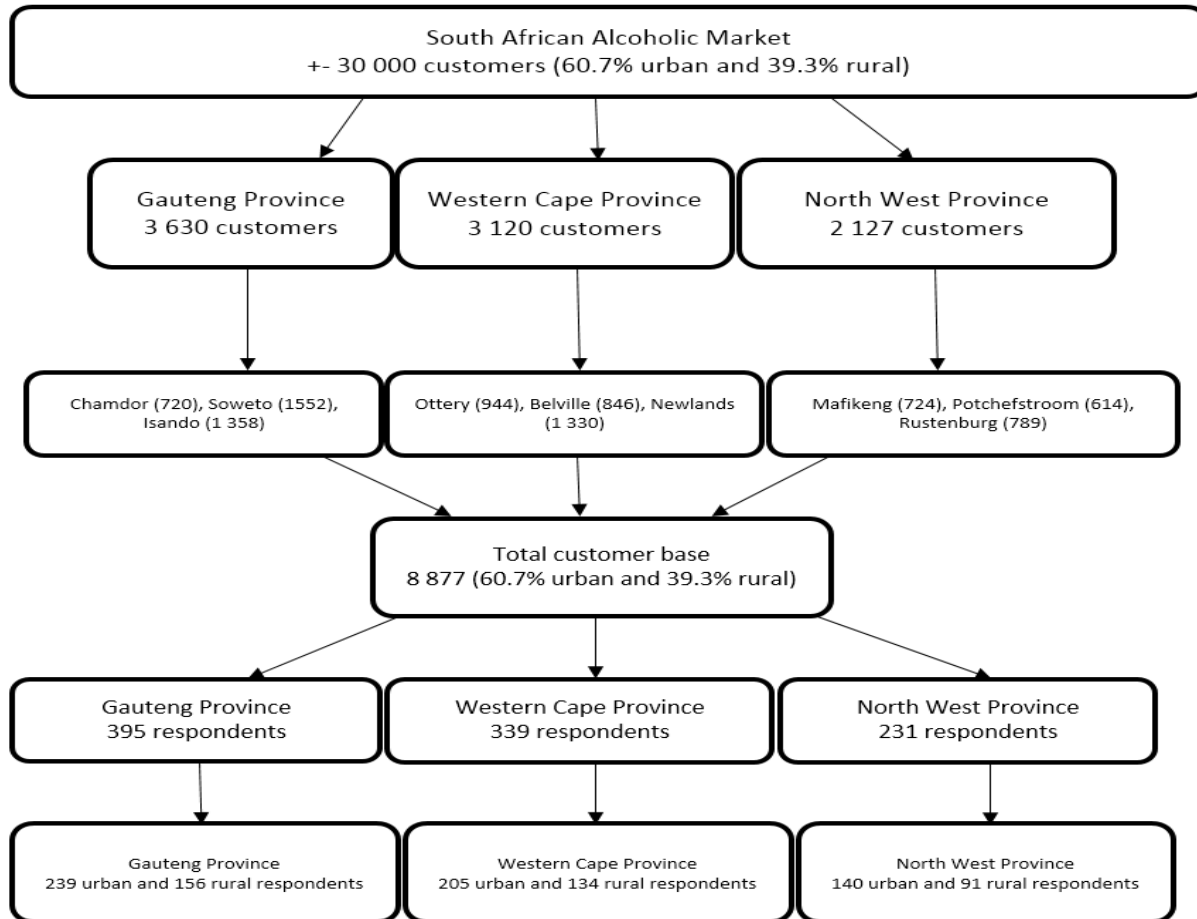 South African Alcoholic Market
+- 30 000 customers (60.7% urban and 39.3% rural)
Gauteng Province
3 630 customers
Western Cape Province
3 120 customers
North West Province
2 127 customers
Chamdor (720), Soweto (1552),
Isando (1 358)
Ottery (944), Belville (846), Newlands
(1 330)
Mafikeng (724), Potchefstroom (614),
Rustenburg (789)
Total customer base
8 877 (60.7% urban and 39.3% rural)
Gauteng Province
395 respondents
Western Cape Province
339 respondents
North West Province
231 respondents
Gauteng Province
239 urban and 156 rural respondents
Western Cape Province
205 urban and 134 rural respondents
North West Province
140 urban and 91 rural respondents